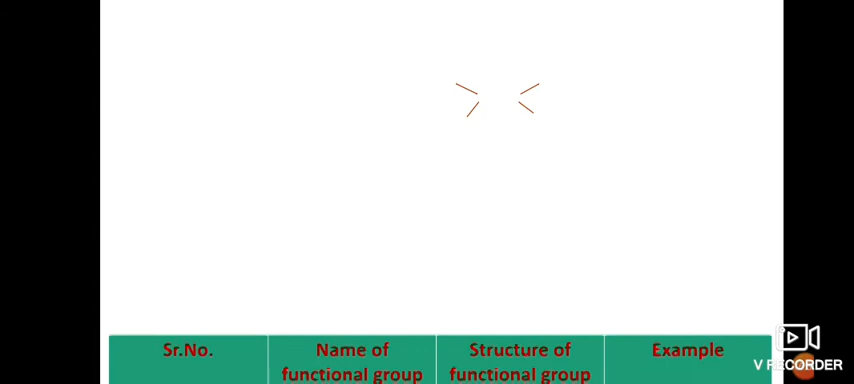 Sr.No. Name of functional group Structure of functional group Example
V RECORDER